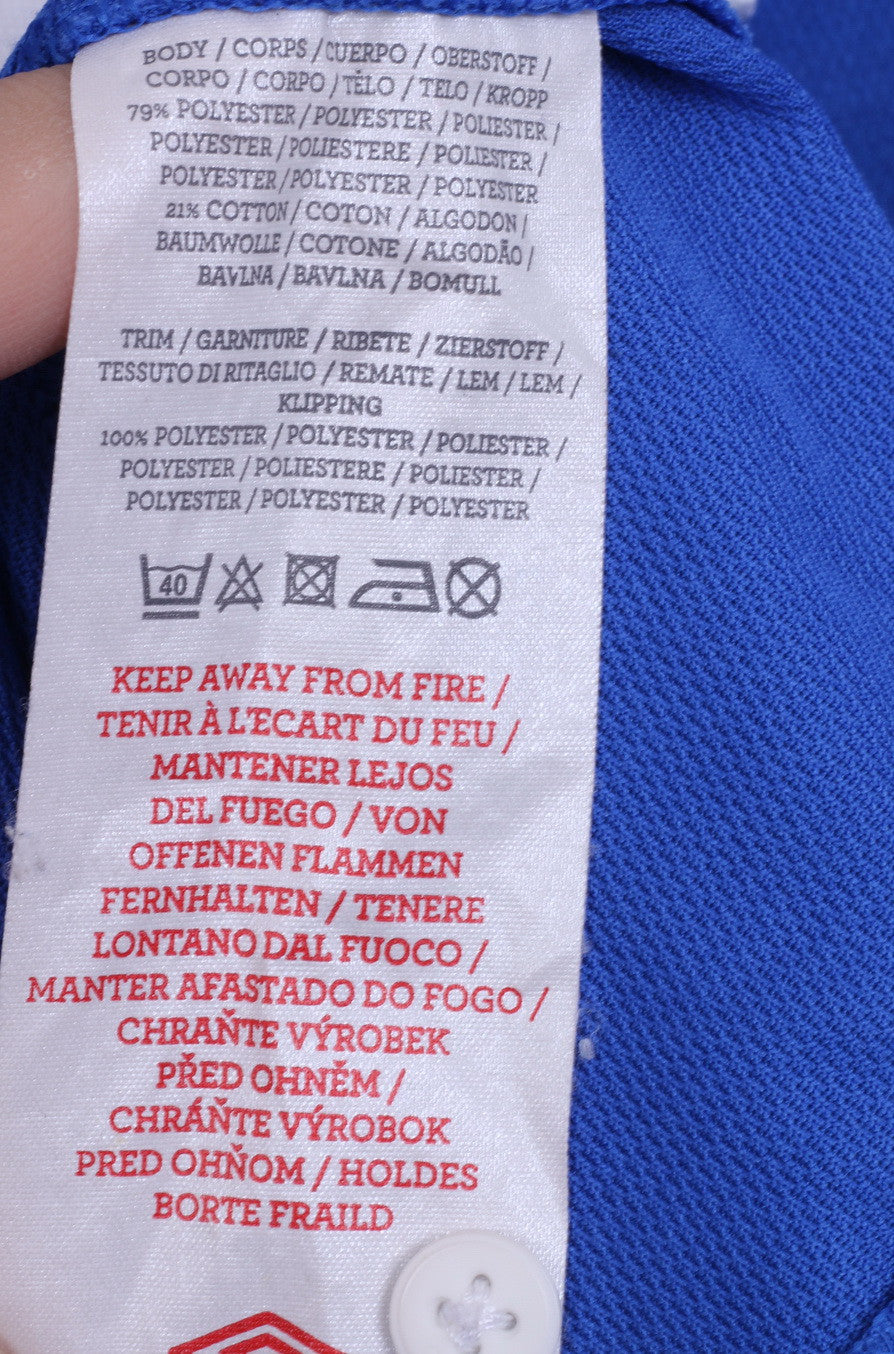 BODY / CORPS / CUERPO / OBERSTOFF /
CORPO / CORPO / TĚLO / TELO / KROPP
79% POLYESTER / POLYESTER / POLIESTER /
POLYESTER / POLIESTERE / POLIESTER /
POLYESTER / POLYESTER / POLYESTER
21% COTTON / COTON / ALGODON /
BAUMWOLLE / COTONE / ALGODÃO /
BAVLNA / BAVLNA / BOMULL
TRIM / GARNITURE / RIBETE / ZIERSTOFF /
TESSUTO DI RITAGLIO / REMATE / LEM / LEM /
KLIPPING
100% POLYESTER / POLYESTER / POLIESTER /
POLYESTER / POLIESTERE / POLIESTER /
POLYESTER / POLYESTER / POLYESTER
40
KEEP AWAY FROM FIRE /
TENIR À L'ECART DU FEU /
MANTENER LEJOS
DEL FUEGO / VON
OFFENEN FLAMMEN
FERNHALTEN / TENERE
LONTANO DAL FUOCO /
MANTER AFASTADO DO FOGO /
CHRAŇTE VÝROBEK
PŘED OHNĚM /
CHRÁŇTE VÝROBOK
PRED OHŇOM / HOLDES
BORTE FRAILD